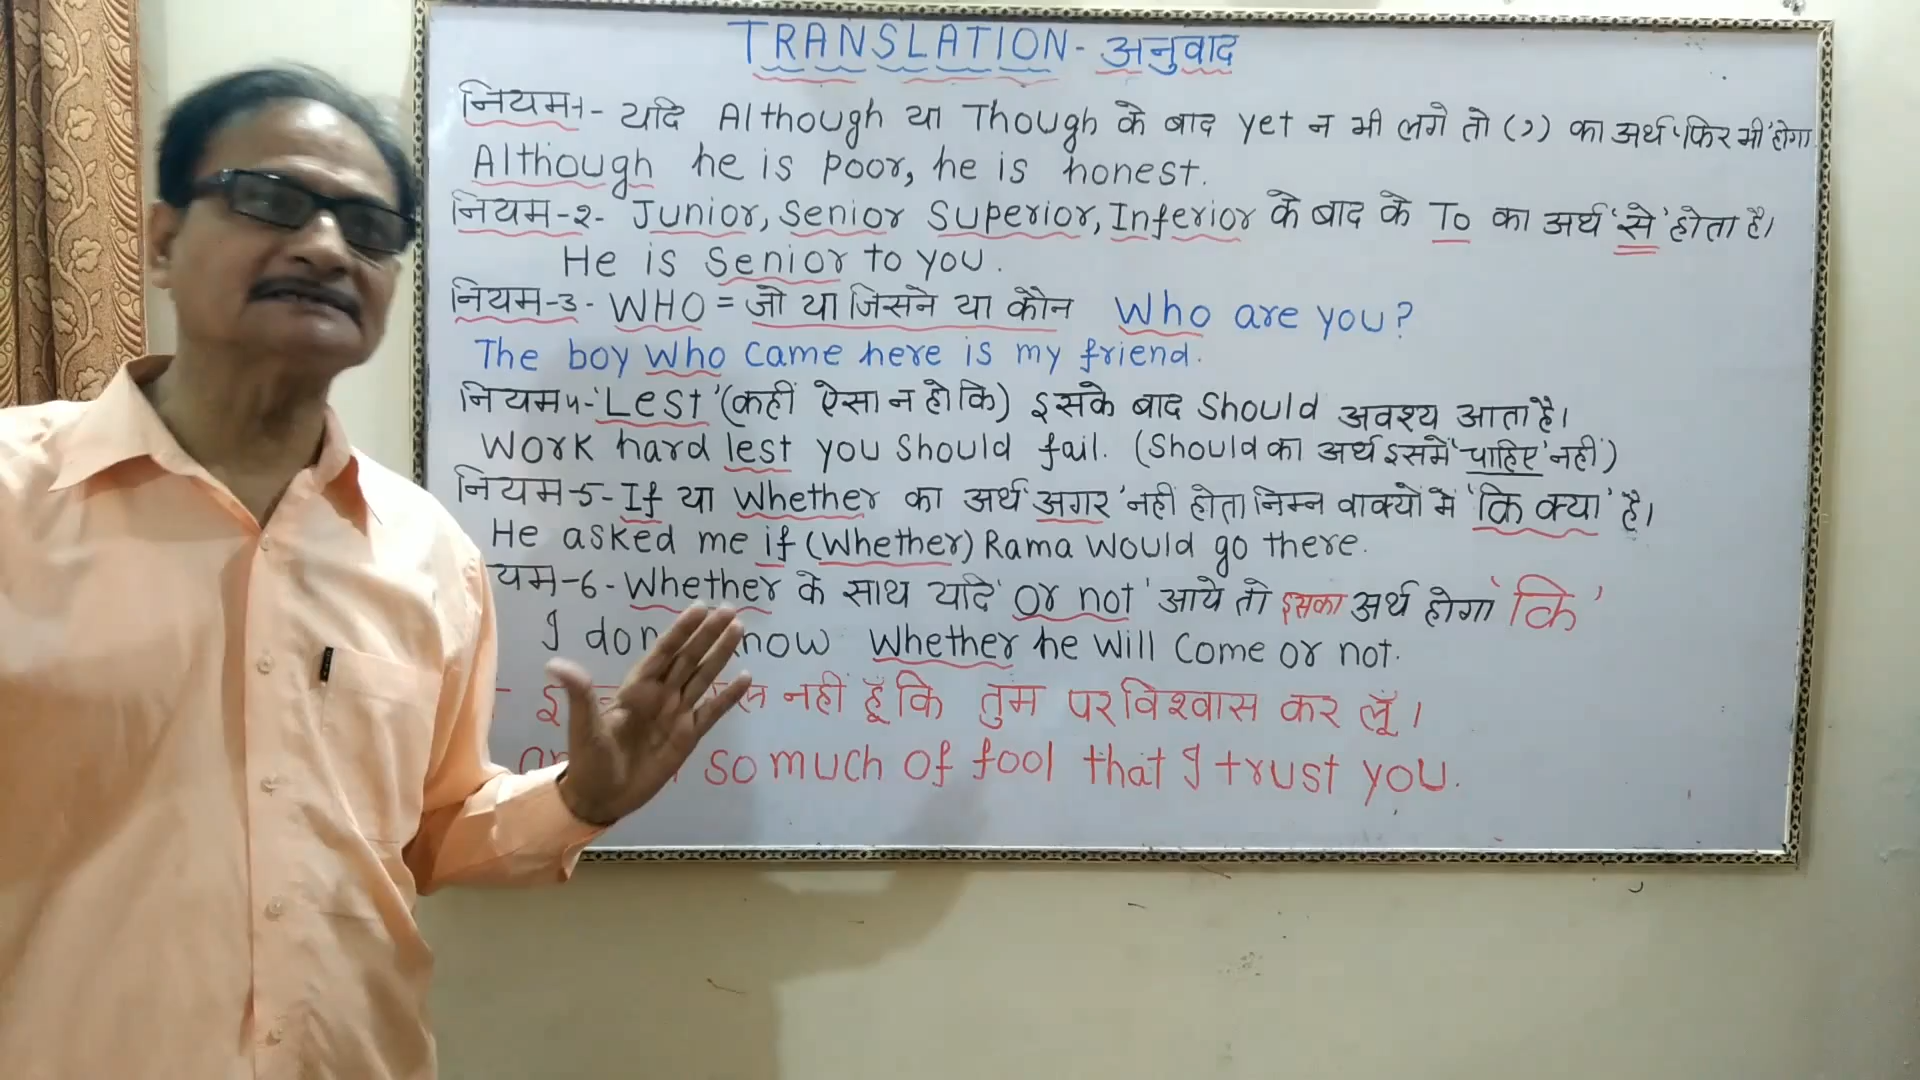 TRANSLATION - अनुवाद
नियम1- यदि Although या Though के बाद yet न भी लगे तो (,) का अर्थ 'फिर भी' होगा
Although he is poor, he is honest.
नियम-2- Junior, Senior Superior, Inferior के बाद के To का अर्थ 'से' होता है।
He is Senior to you.
नियम-3- WHO = जो या जिसने या कौन Who are you?
The boy who came here is my friend.
नियम4-'Lest' (कहीं ऐसा न हो कि) इसके बाद Should अवश्य आता है।
Work hard lest you should fail. (Should का अर्थ इसमें 'चाहिए' नहीं)
नियम-5- If या Whether का अर्थ 'अगर' नहीं होता निम्न वाक्यों में 'कि क्या' है।
He asked me if (whether) Rama would go there.
यम-6- Whether के साथ यदि 'or not' आये तो इसका अर्थ होगा 'कि'
I don know whether he will come or not.
नहीं हूँ कि तुम पर विश्वास कर लूँ।
so much of fool that I trust you.